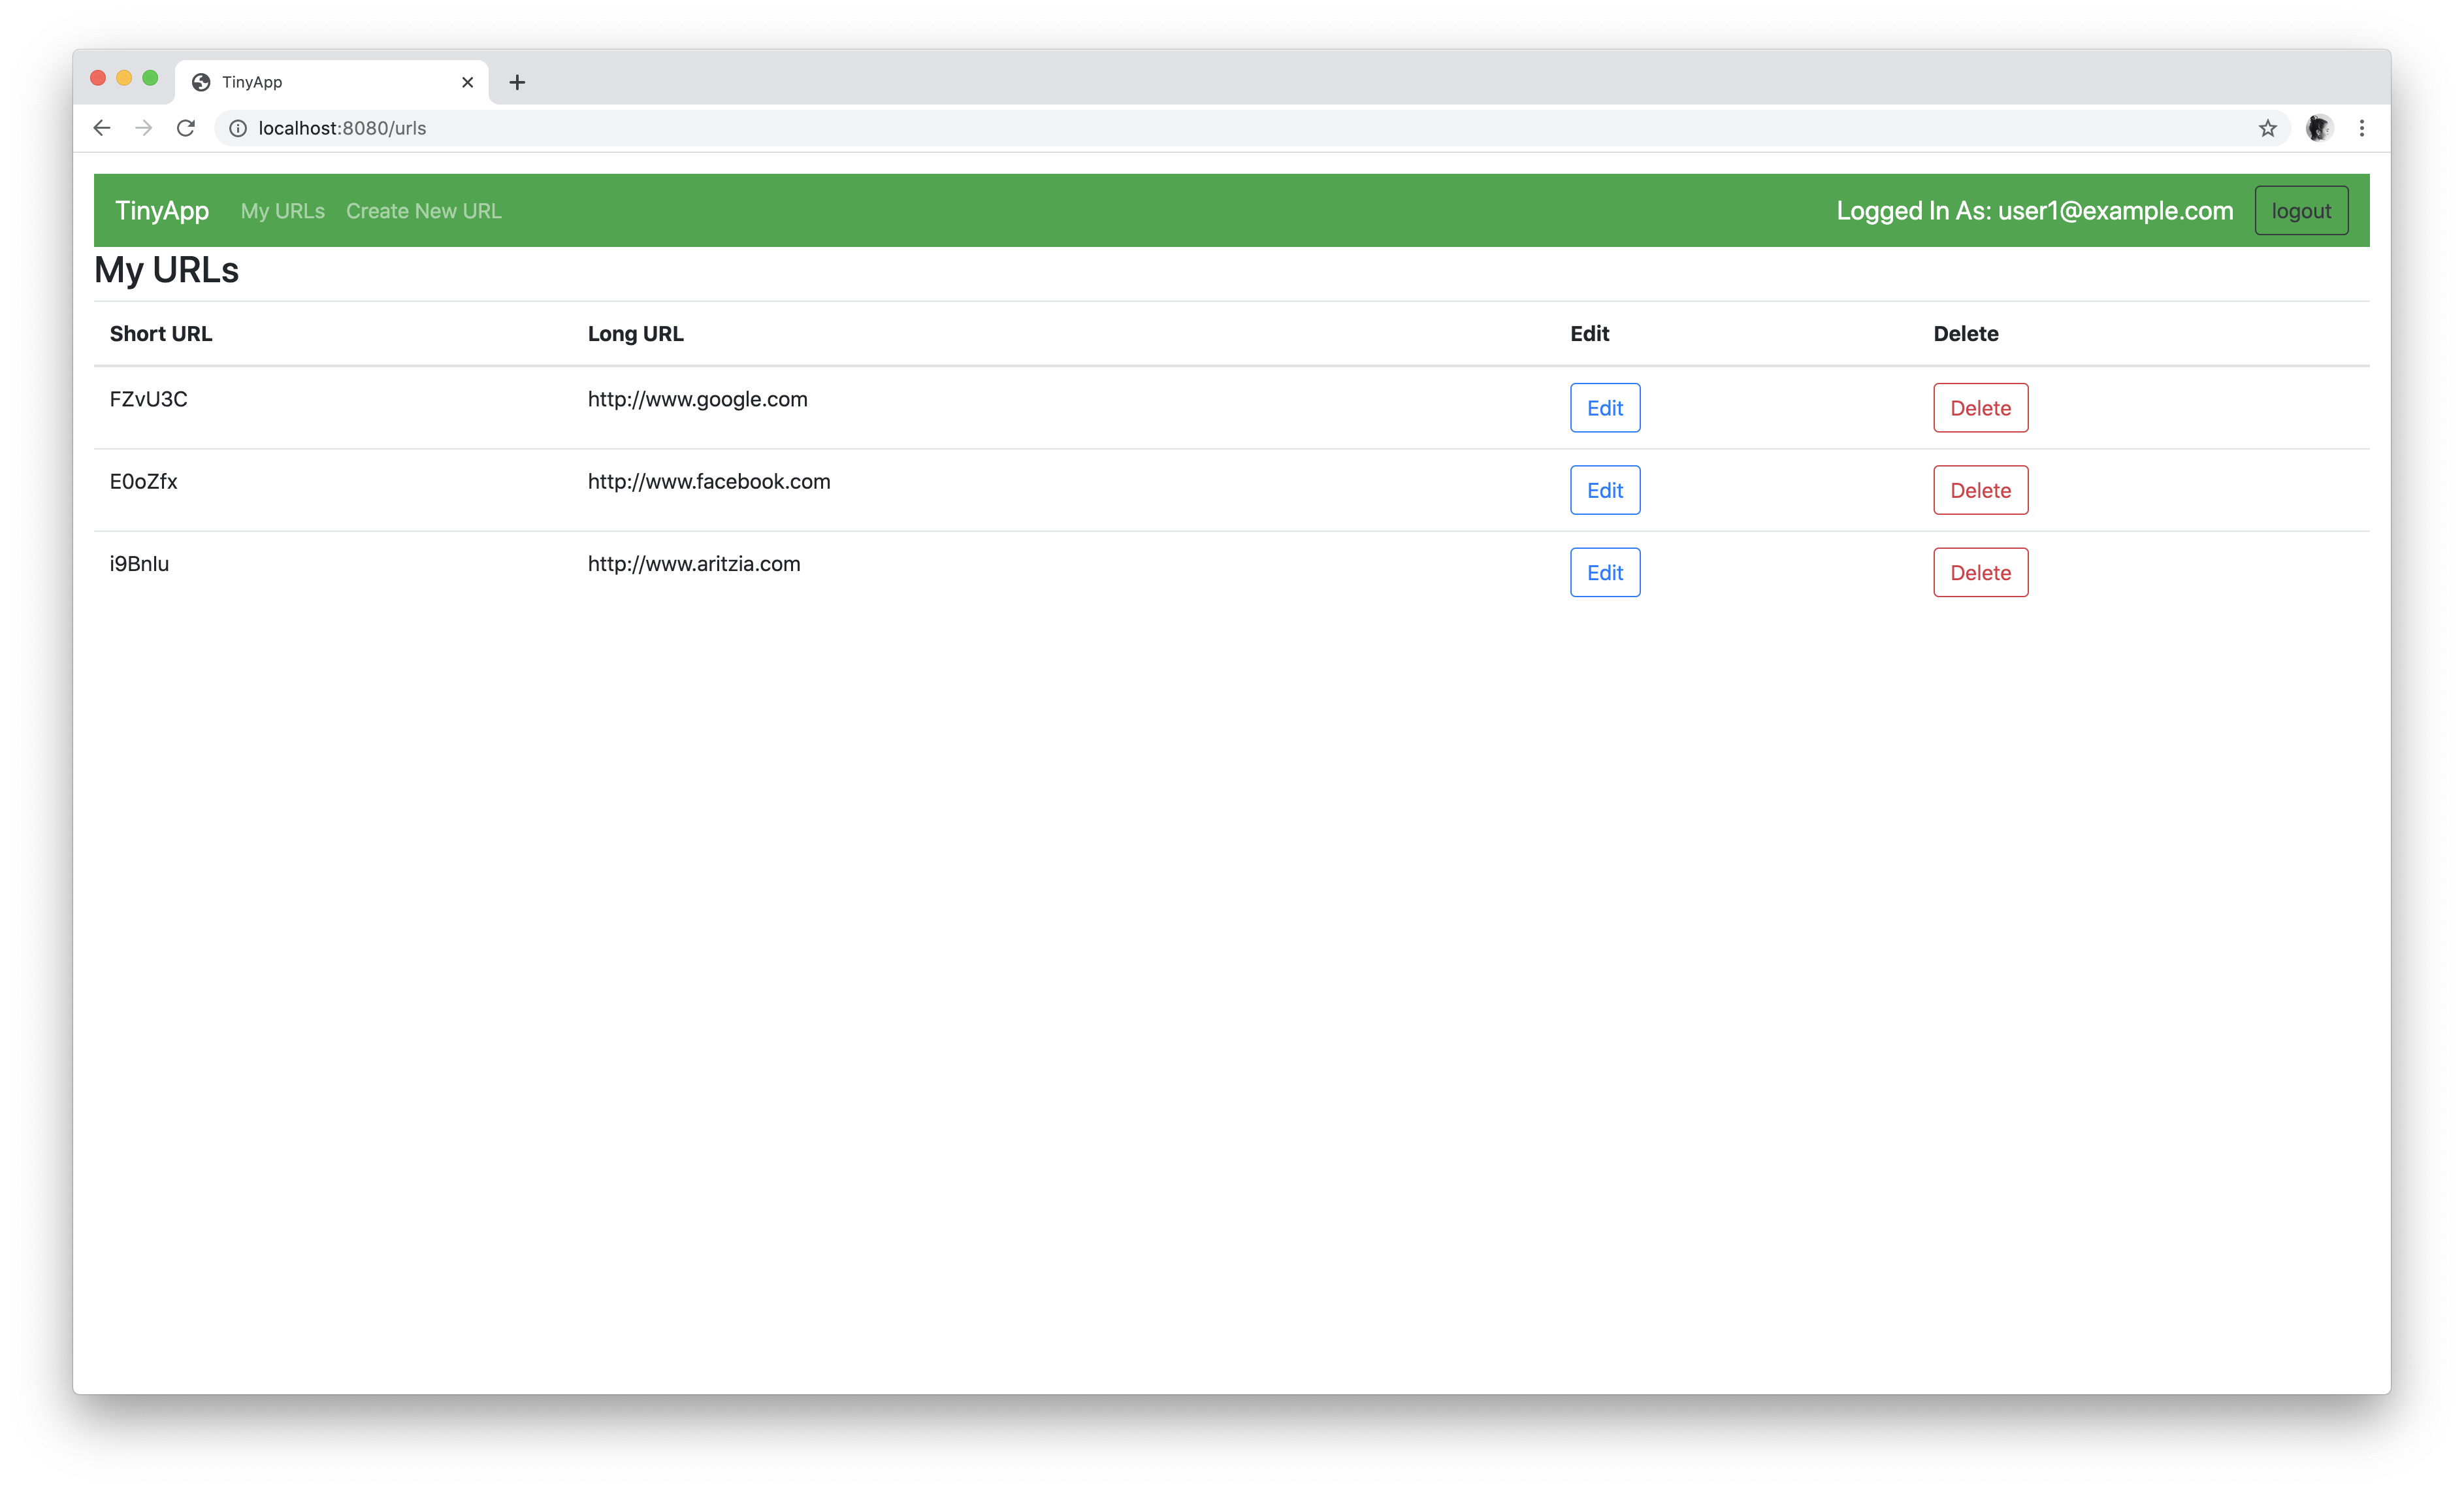 TinyApp
localhost:8080/urls
TinyApp My URLs Create New URL Logged In As: user1@example.com logout
My URLs
Short URL Long URL Edit Delete
FZvU3C http://www.google.com Edit Delete
E0oZfx http://www.facebook.com Edit Delete
i9Bnlu http://www.aritzia.com Edit Delete